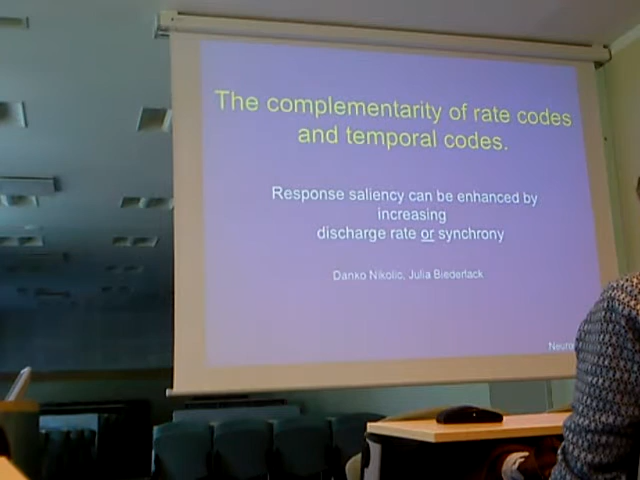 The complementarity of rate codes
and temporal codes.
Response saliency can be enhanced by
increasing
discharge rate or synchrony
Danko Nikolic, Julia Biederlack